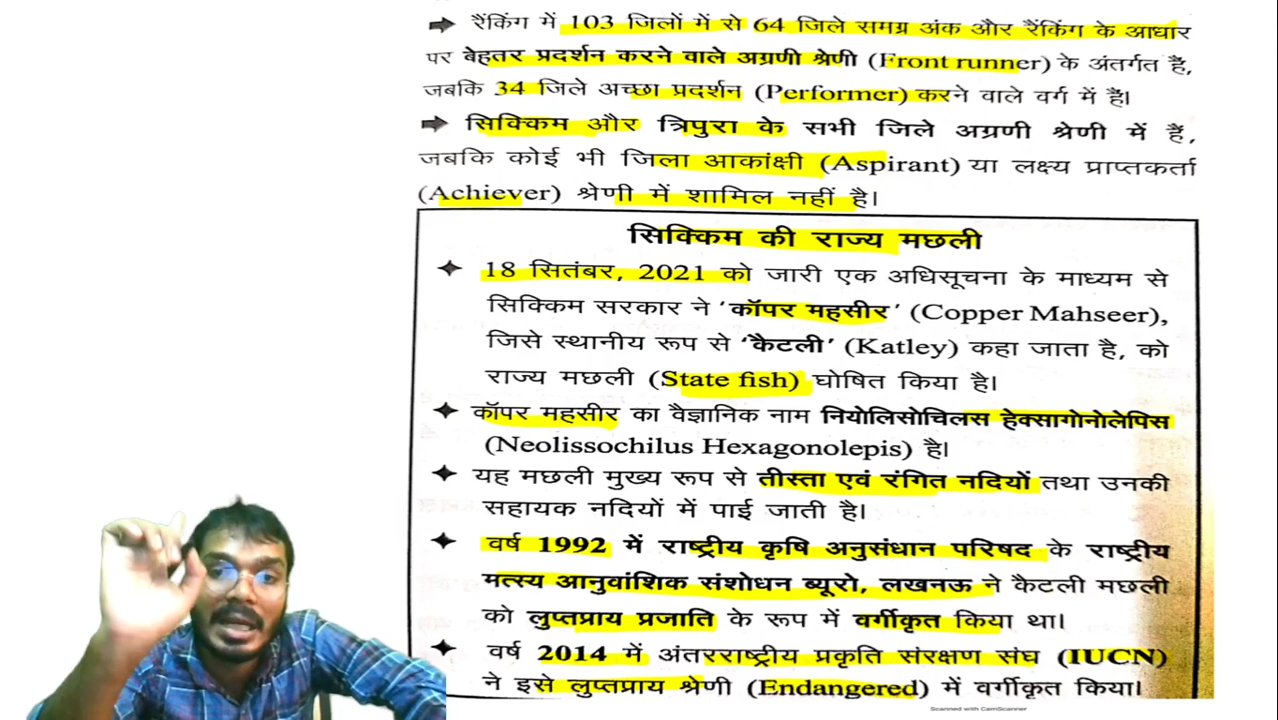 ➡ रैंकिंग में 103 जिलों में से 64 जिले समग्र अंक और रैंकिंग के आधार
पर बेहतर प्रदर्शन करने वाले अग्रणी श्रेणी (Front runner) के अंतर्गत है,
जबकि 34 जिले अच्छा प्रदर्शन (Performer) करने वाले वर्ग में है।
➡ सिक्किम और त्रिपुरा के सभी जिले अग्रणी श्रेणी में हैं,
जबकि कोई भी जिला आकांक्षी (Aspirant) या लक्ष्य प्राप्तकर्ता
(Achiever) श्रेणी में शामिल नहीं है।
सिक्किम की राज्य मछली
✦ 18 सितंबर, 2021 को जारी एक अधिसूचना के माध्यम से
सिक्किम सरकार ने 'कॉपर महसीर' (Copper Mahseer),
जिसे स्थानीय रूप से 'कैटली' (Katley) कहा जाता है, को
राज्य मछली (State fish) घोषित किया है।
✦ कॉपर महसीर का वैज्ञानिक नाम नियोलिसोचिलस हेक्सागोनोलेपिस
(Neolissochilus Hexagonolepis) है।
✦ यह मछली मुख्य रूप से तीस्ता एवं रंगित नदियों तथा उनकी
सहायक नदियों में पाई जाती है।
✦ वर्ष 1992 में राष्ट्रीय कृषि अनुसंधान परिषद के राष्ट्रीय
मत्स्य आनुवांशिक संशोधन ब्यूरो, लखनऊ ने कैटली मछली
को लुप्तप्राय प्रजाति के रूप में वर्गीकृत किया था।
✦ वर्ष 2014 में अंतरराष्ट्रीय प्रकृति संरक्षण संघ (IUCN)
ने इसे लुप्तप्राय श्रेणी (Endangered) में वर्गीकृत किया।
Scanned with CamScanner